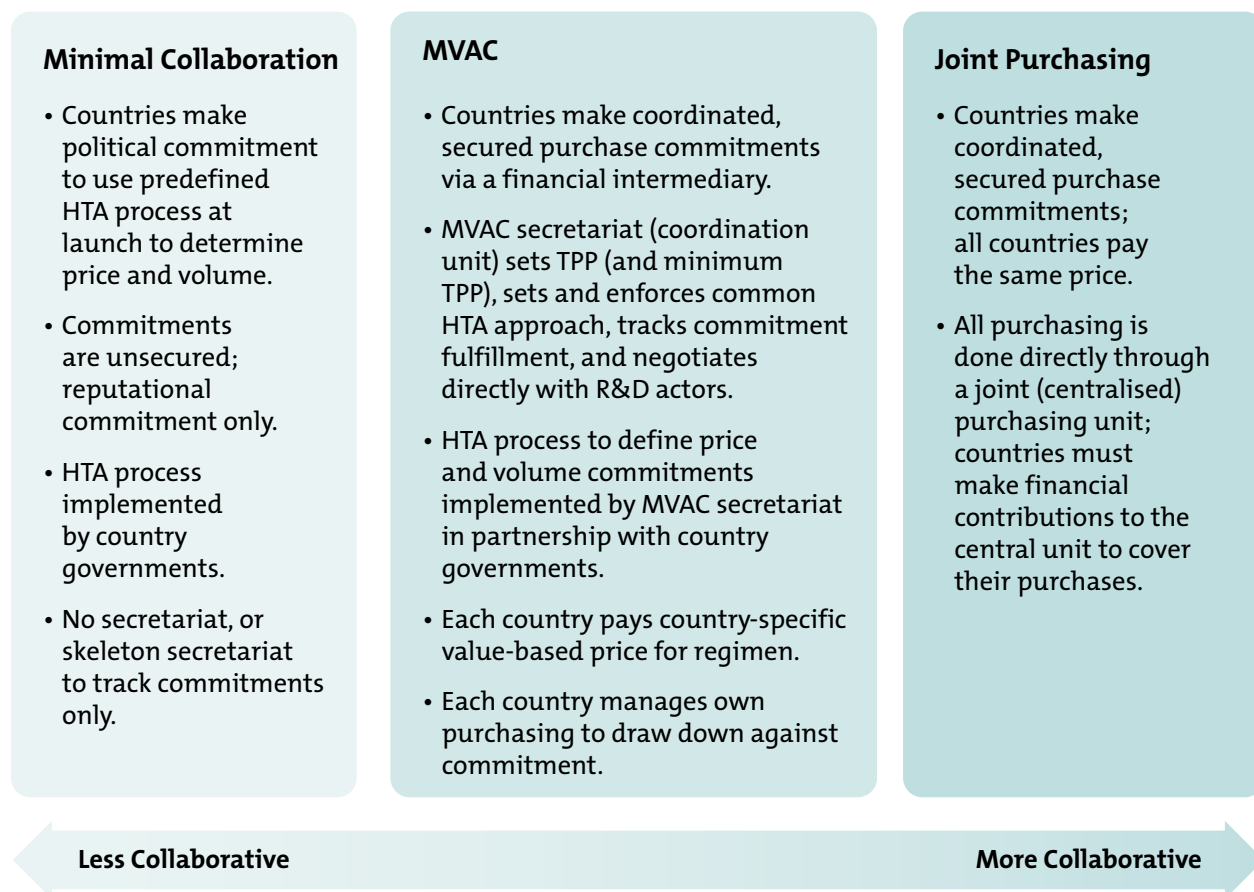 Minimal Collaboration
• Countries make
political commitment
to use predefined
HTA process at
launch to determine
price and volume.
• Commitments
are unsecured;
reputational
commitment only.
• HTA process
implemented
by country
governments.
• No secretariat, or
skeleton secretariat
to track commitments
only.
MVAC
• Countries make coordinated,
secured purchase commitments
via a financial intermediary.
• MVAC secretariat (coordination
unit) sets TPP (and minimum
TPP), sets and enforces common
HTA approach, tracks commitment
fulfillment, and negotiates
directly with R&D actors.
• HTA process to define price
and volume commitments
implemented by MVAC secretariat
in partnership with country
governments.
• Each country pays country-specific
value-based price for regimen.
• Each country manages own
purchasing to draw down against
commitment.
Joint Purchasing
• Countries make
coordinated,
secured purchase
commitments;
all countries pay
the same price.
• All purchasing is
done directly through
a joint (centralised)
purchasing unit;
countries must
make financial
contributions to the
central unit to cover
their purchases.
Less Collaborative
More Collaborative